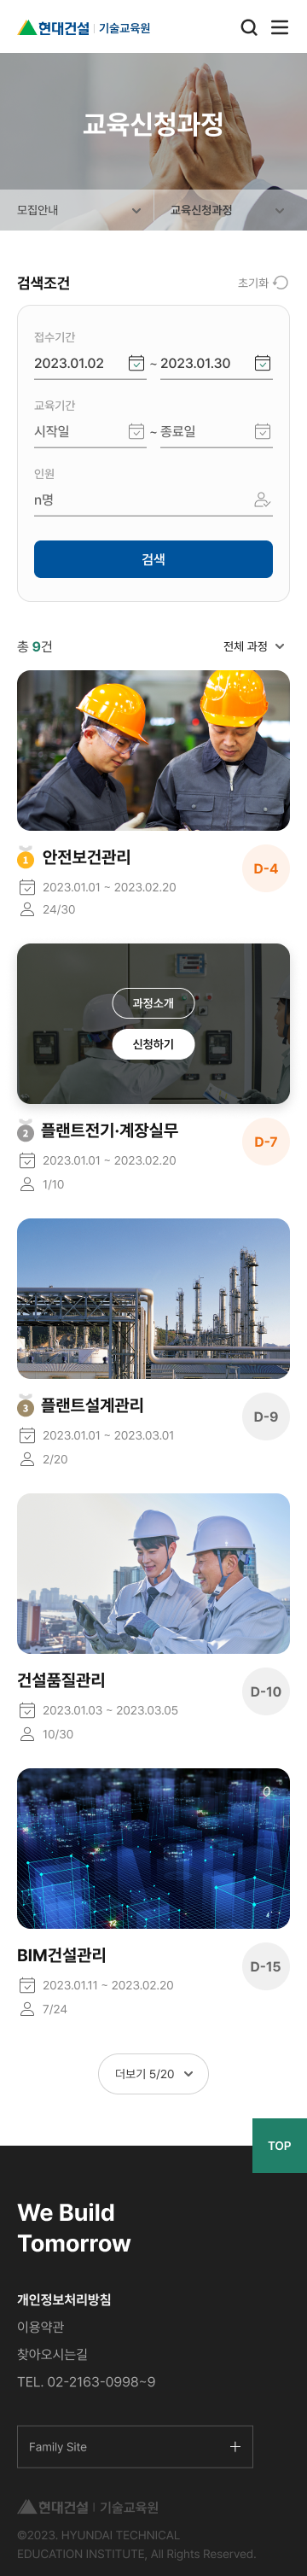 현대건설 기술교육원
교육신청과정
모집안내 교육신청과정
검색조건 초기화
접수기간
2023.01.02 ~ 2023.01.30
교육기간
시작일 ~ 종료일
인원
n명
검색
총 9건 전체 과정
1 안전보건관리 D-4
2023.01.01 ~ 2023.02.20
24/30
과정소개
신청하기
2 플랜트전기·계장실무 D-7
2023.01.01 ~ 2023.02.20
1/10
3 플랜트설계관리 D-9
2023.01.01 ~ 2023.03.01
2/20
건설품질관리 D-10
2023.01.03 ~ 2023.03.05
10/30
BIM건설관리 D-15
2023.01.11 ~ 2023.02.20
7/24
더보기 5/20
TOP
We Build
Tomorrow
개인정보처리방침
이용약관
찾아오시는길
TEL. 02-2163-0998~9
Family Site
현대건설 기술교육원
©2023. HYUNDAI TECHNICAL
EDUCATION INSTITUTE, All Rights Reserved.